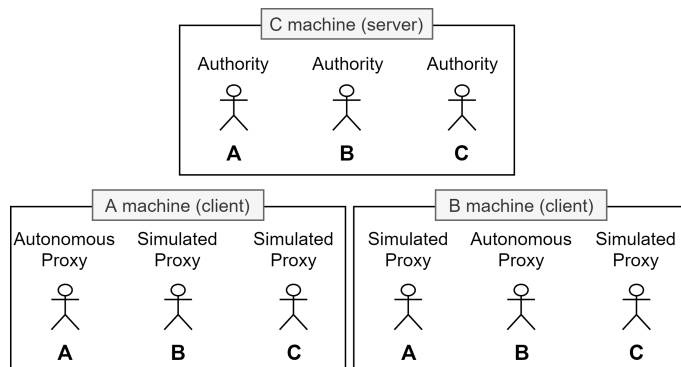 C machine (server)
Authority Authority Authority
A B C
A machine (client)
Autonomous Proxy
Simulated Proxy
Simulated Proxy
A B C
B machine (client)
Simulated Proxy
Autonomous Proxy
Simulated Proxy
A B C